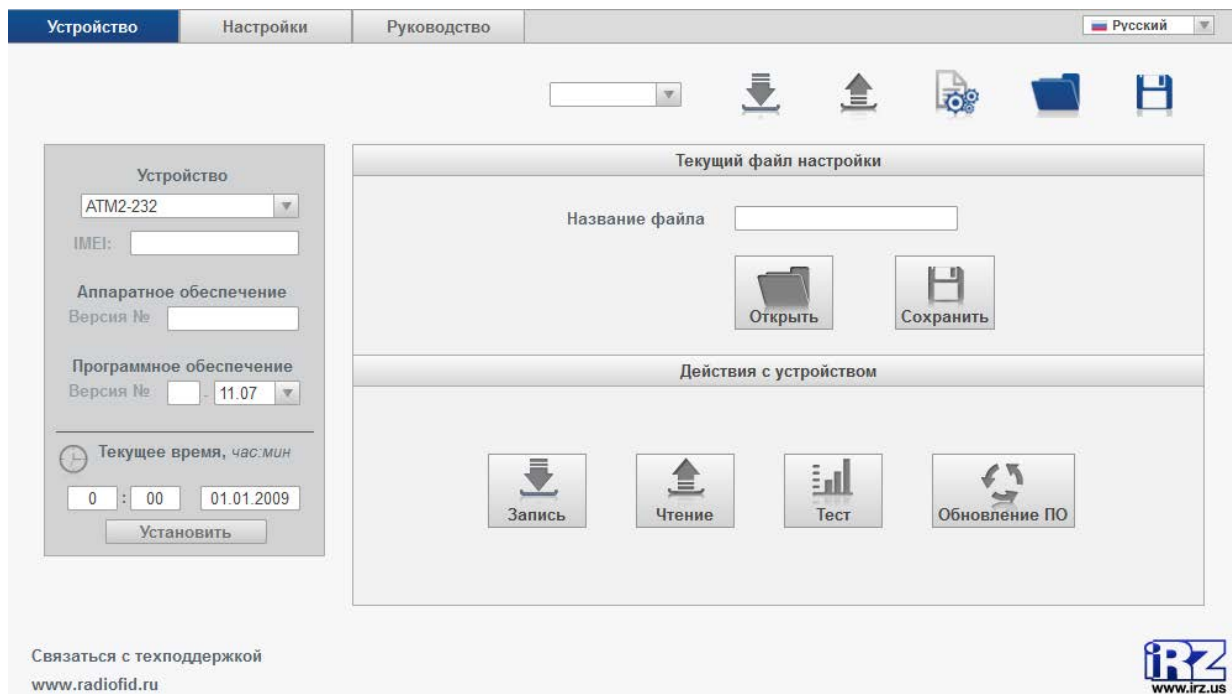 Устройство
Настройки
Руководство
Русский
Устройство
ATM2-232
IMEI:
Аппаратное обеспечение
Версия №
Программное обеспечение
Версия № - 11.07
Текущее время, час:мин
0 : 00 01.01.2009
Установить
Текущий файл настройки
Название файла
Открыть
Сохранить
Действия с устройством
Запись
Чтение
Тест
Обновление ПО
Связаться с техподдержкой
www.radiofid.ru
iRZ
www.irz.us